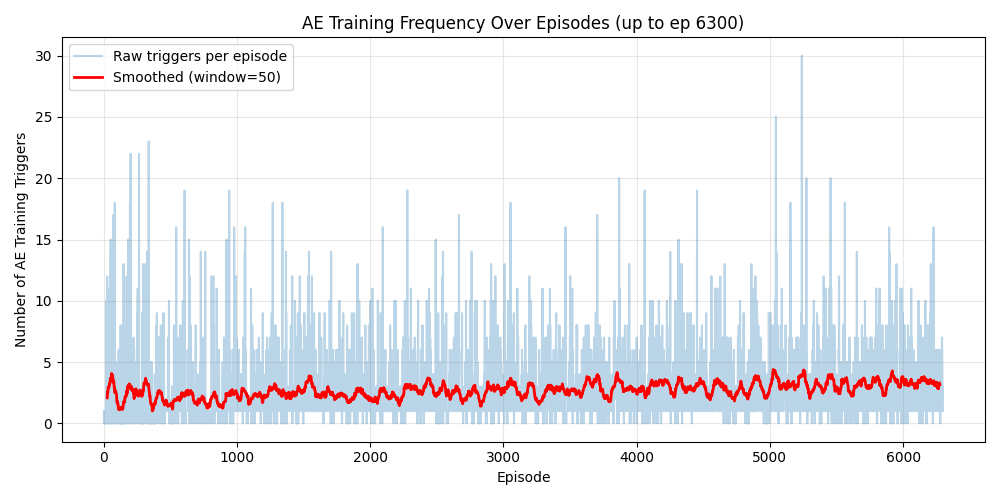 AE Training Frequency Over Episodes (up to ep 6300)
Raw triggers per episode
Smoothed (window=50)
Number of AE Training Triggers
30
25
20
15
10
5
0
0 1000 2000 3000 4000 5000 6000
Episode